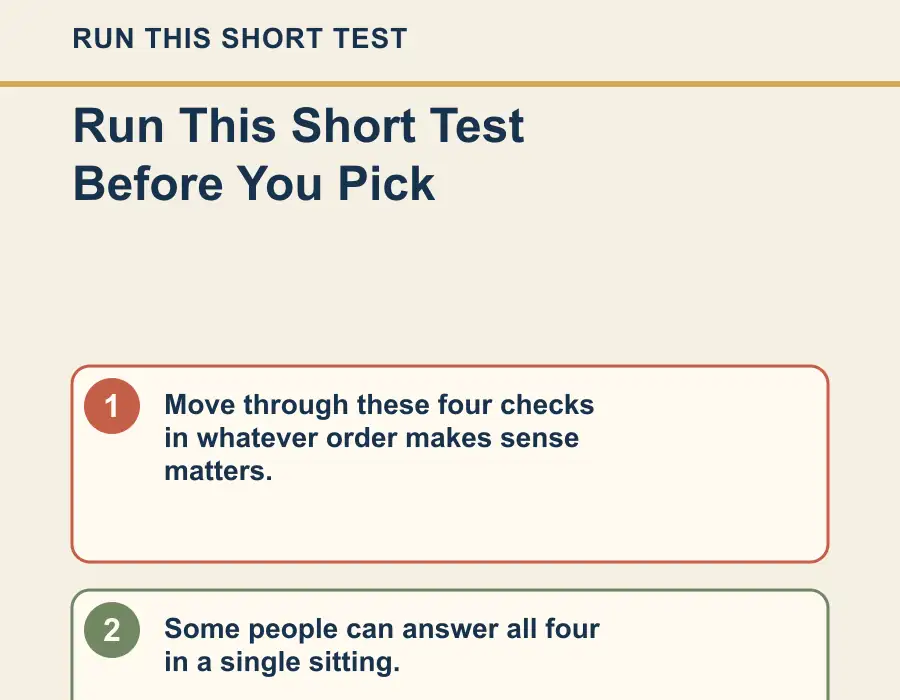 RUN THIS SHORT TEST
Run This Short Test
Before You Pick
1
Move through these four checks
in whatever order makes sense
matters.
2
Some people can answer all four
in a single sitting.